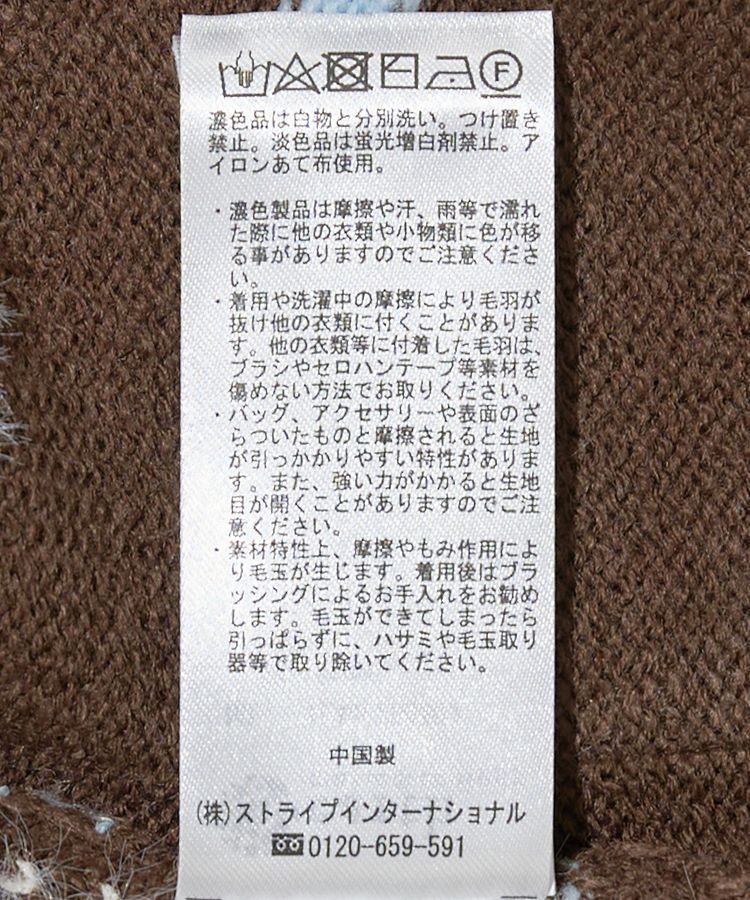 F
濃色品は白物と分別洗い。つけ置き
禁止。淡色品は蛍光増白剤禁止。ア
イロンあて布使用。
・濃色製品は摩擦や汗、雨等で濡れ
た際に他の衣類や小物類に色が移
る事がありますのでご注意くださ
い。
・着用や洗濯中の摩擦により毛羽が
抜け他の衣類に付くことがありま
す。他の衣類等に付着した毛羽は、
ブラシやセロハンテープ等素材を
傷めない方法でお取りください。
・バッグ、アクセサリーや表面のざ
らついたものと摩擦されると生地
が引っかかりやすい特性がありま
す。また、強い力がかかると生地
目が開くことがありますのでご注
意ください。
・素材特性上、摩擦やもみ作用によ
り毛玉が生じます。着用後はブラ
ッシングによるお手入れをお勧め
します。毛玉ができてしまったら
引っぱらずに、ハサミや毛玉取り
器等で取り除いてください。
中国製
(株)ストライプインターナショナル
0120-659-591